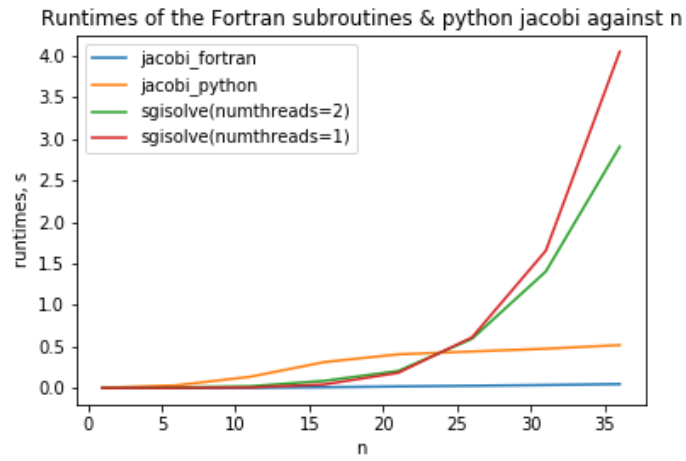 Runtimes of the Fortran subroutines & python jacobi against n
jacobi_fortran
jacobi_python
sgisolve(numthreads=2)
sgisolve(numthreads=1)
4.0
3.5
3.0
2.5
2.0
1.5
1.0
0.5
0.0
runtimes, s
0 5 10 15 20 25 30 35
n